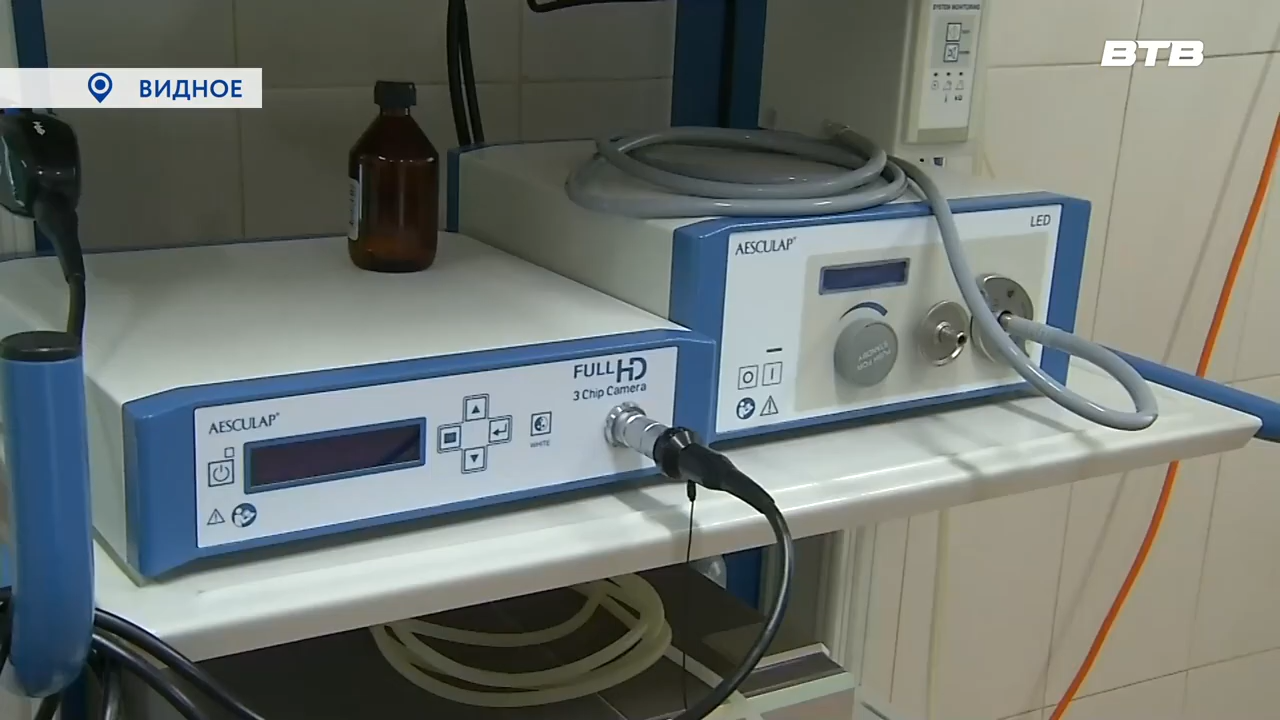 SYSTEM MONITORING
ВТВ
ВИДНОЕ
LED
AESCULAP®
FULL HD
3 Chip Camera
AESCULAP®
WHITE